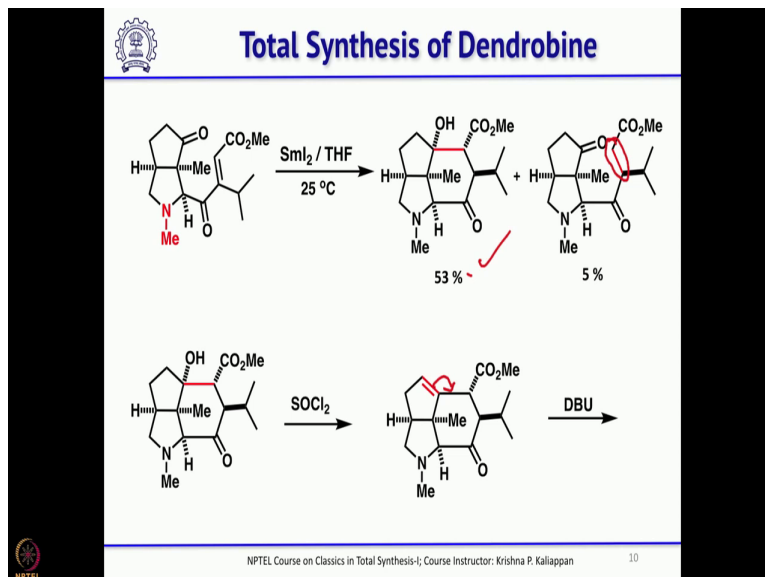 Total Synthesis of Dendrobine
O
CO₂Me
H
Me
N
H
O
Me
SmI₂ / THF
25 ºC
OH
CO₂Me
H
Me
N
H
O
Me
53 %
+
CO₂Me
O
H
Me
N
H
O
Me
5 %
OH
CO₂Me
H
Me
N
H
O
Me
SOCl₂
CO₂Me
H
Me
N
H
O
Me
DBU
NPTEL Course on Classics in Total Synthesis-I; Course Instructor: Krishna P. Kaliappan
10
NPTEL